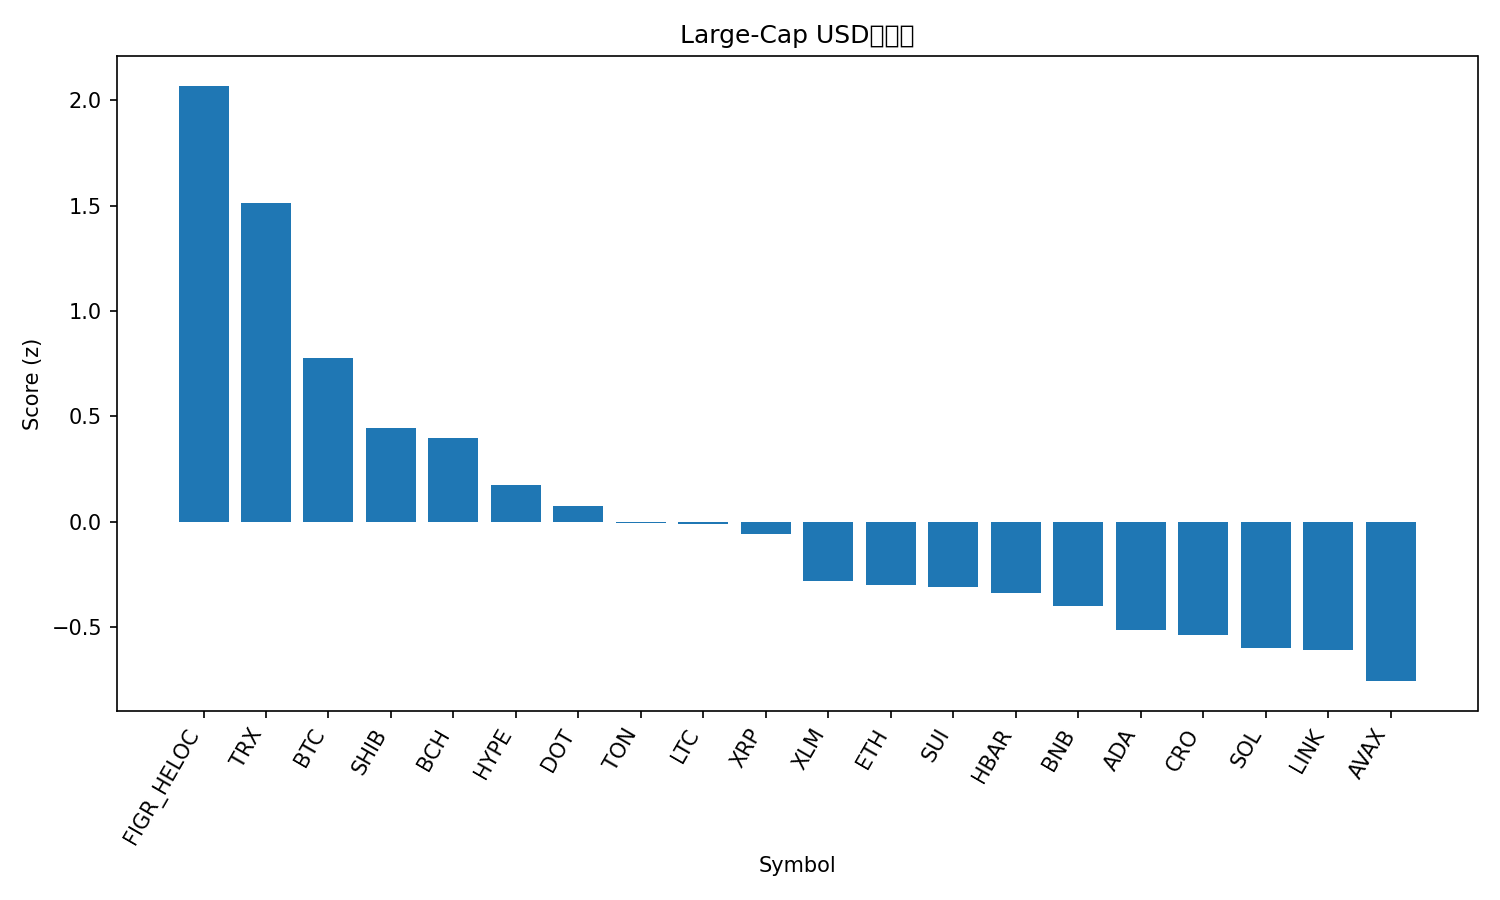 Large-Cap USD
2.0
1.5
1.0
0.5
0.0
−0.5
Score (z)
FIGR_HELOC
TRX
BTC
SHIB
BCH
HYPE
DOT
TON
LTC
XRP
XLM
ETH
SUI
HBAR
BNB
ADA
CRO
SOL
LINK
AVAX
Symbol